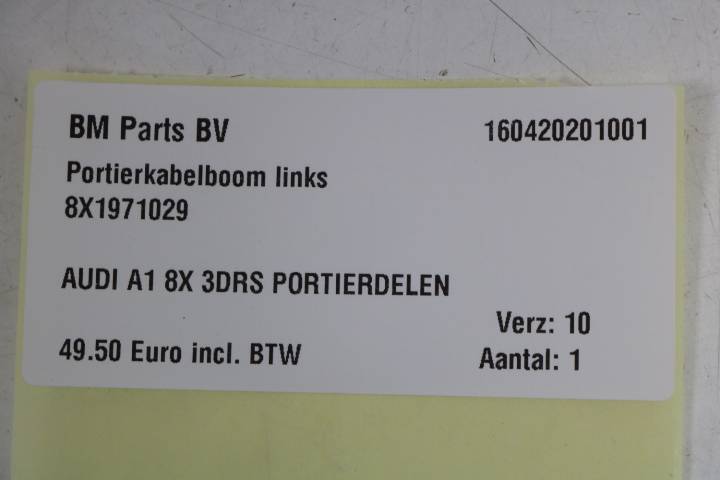 BM Parts BV 160420201001
Portierkabelboom links
8X1971029
AUDI A1 8X 3DRS PORTIERDELEN
Verz: 10
49.50 Euro incl. BTW Aantal: 1